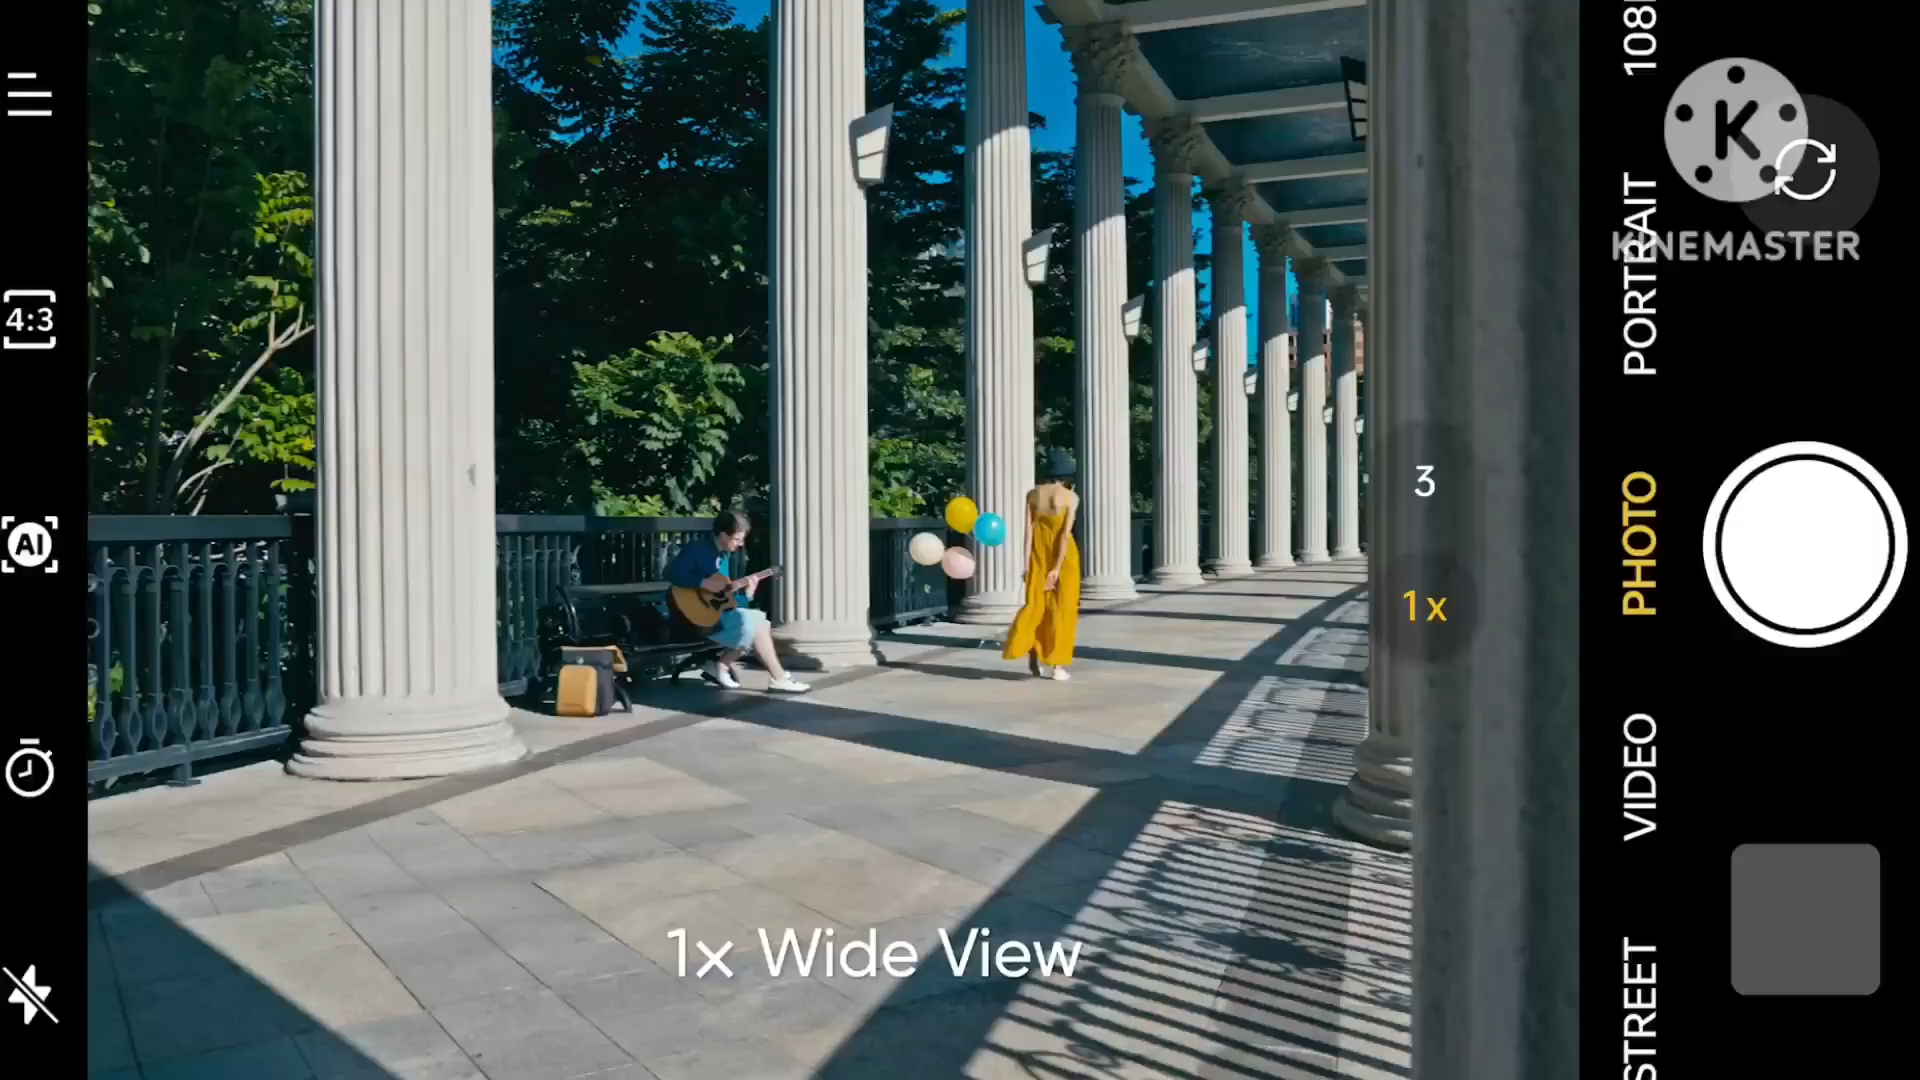 4:3
AI
1x Wide View
3
1x
108
PORTRAIT
PHOTO
VIDEO
STREET
K
KINEMASTER